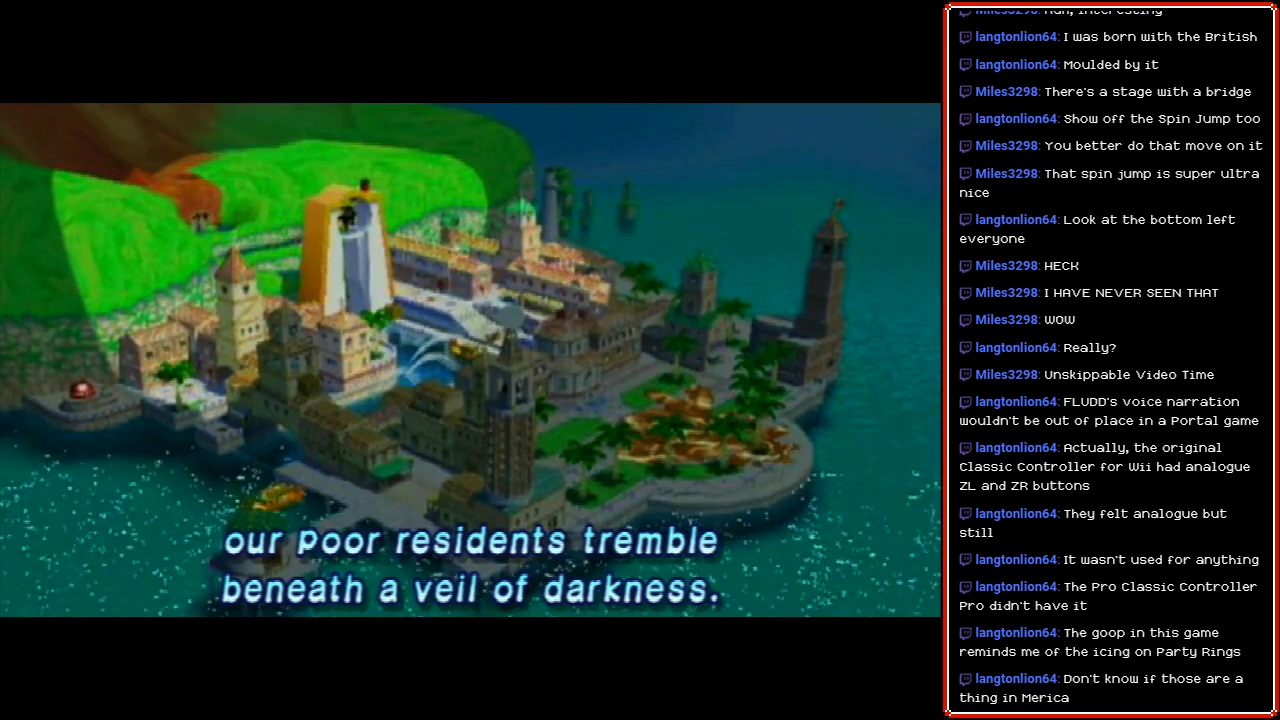 our poor residents tremble
beneath a veil of darkness.
Miles3298: Huh, interesting
langtonlion64: I was born with the British
langtonlion64: Moulded by it
Miles3298: There's a stage with a bridge
langtonlion64: Show off the Spin Jump too
Miles3298: You better do that move on it
Miles3298: That spin jump is super ultra
nice
langtonlion64: Look at the bottom left
everyone
Miles3298: HECK
Miles3298: I HAVE NEVER SEEN THAT
Miles3298: WOW
langtonlion64: Really?
Miles3298: Unskippable Video Time
langtonlion64: FLUDD's voice narration
wouldn't be out of place in a Portal game
langtonlion64: Actually, the original
Classic Controller for Wii had analogue
ZL and ZR buttons
langtonlion64: They felt analogue but
still
langtonlion64: It wasn't used for anything
langtonlion64: The Pro Classic Controller
Pro didn't have it
langtonlion64: The goop in this game
reminds me of the icing on Party Rings
langtonlion64: Don't know if those are a
thing in Merica